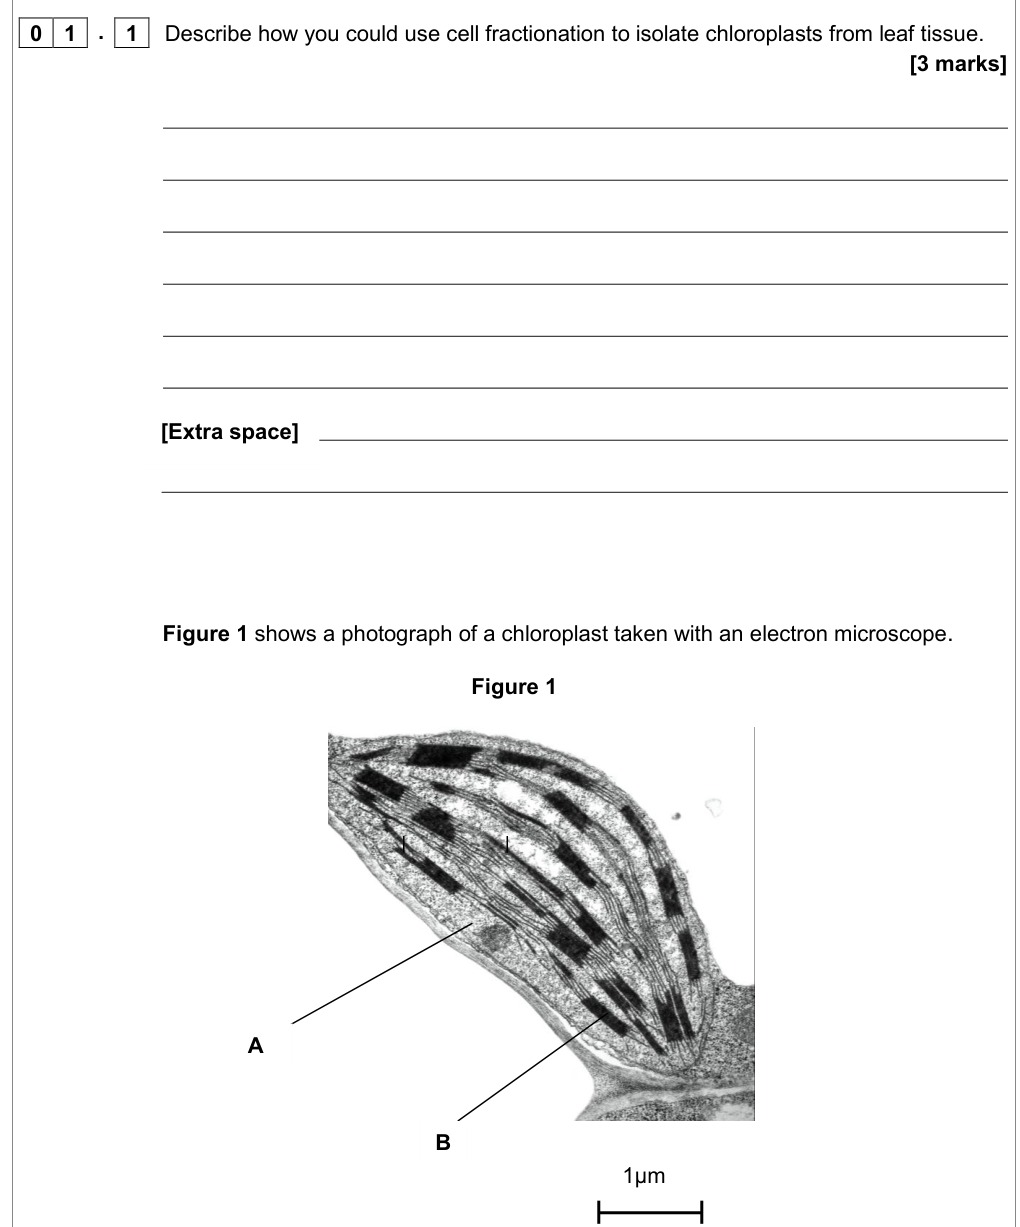 0 1 . 1 Describe how you could use cell fractionation to isolate chloroplasts from leaf tissue.
[3 marks]
[Extra space]
Figure 1 shows a photograph of a chloroplast taken with an electron microscope.
Figure 1
A
B
1µm